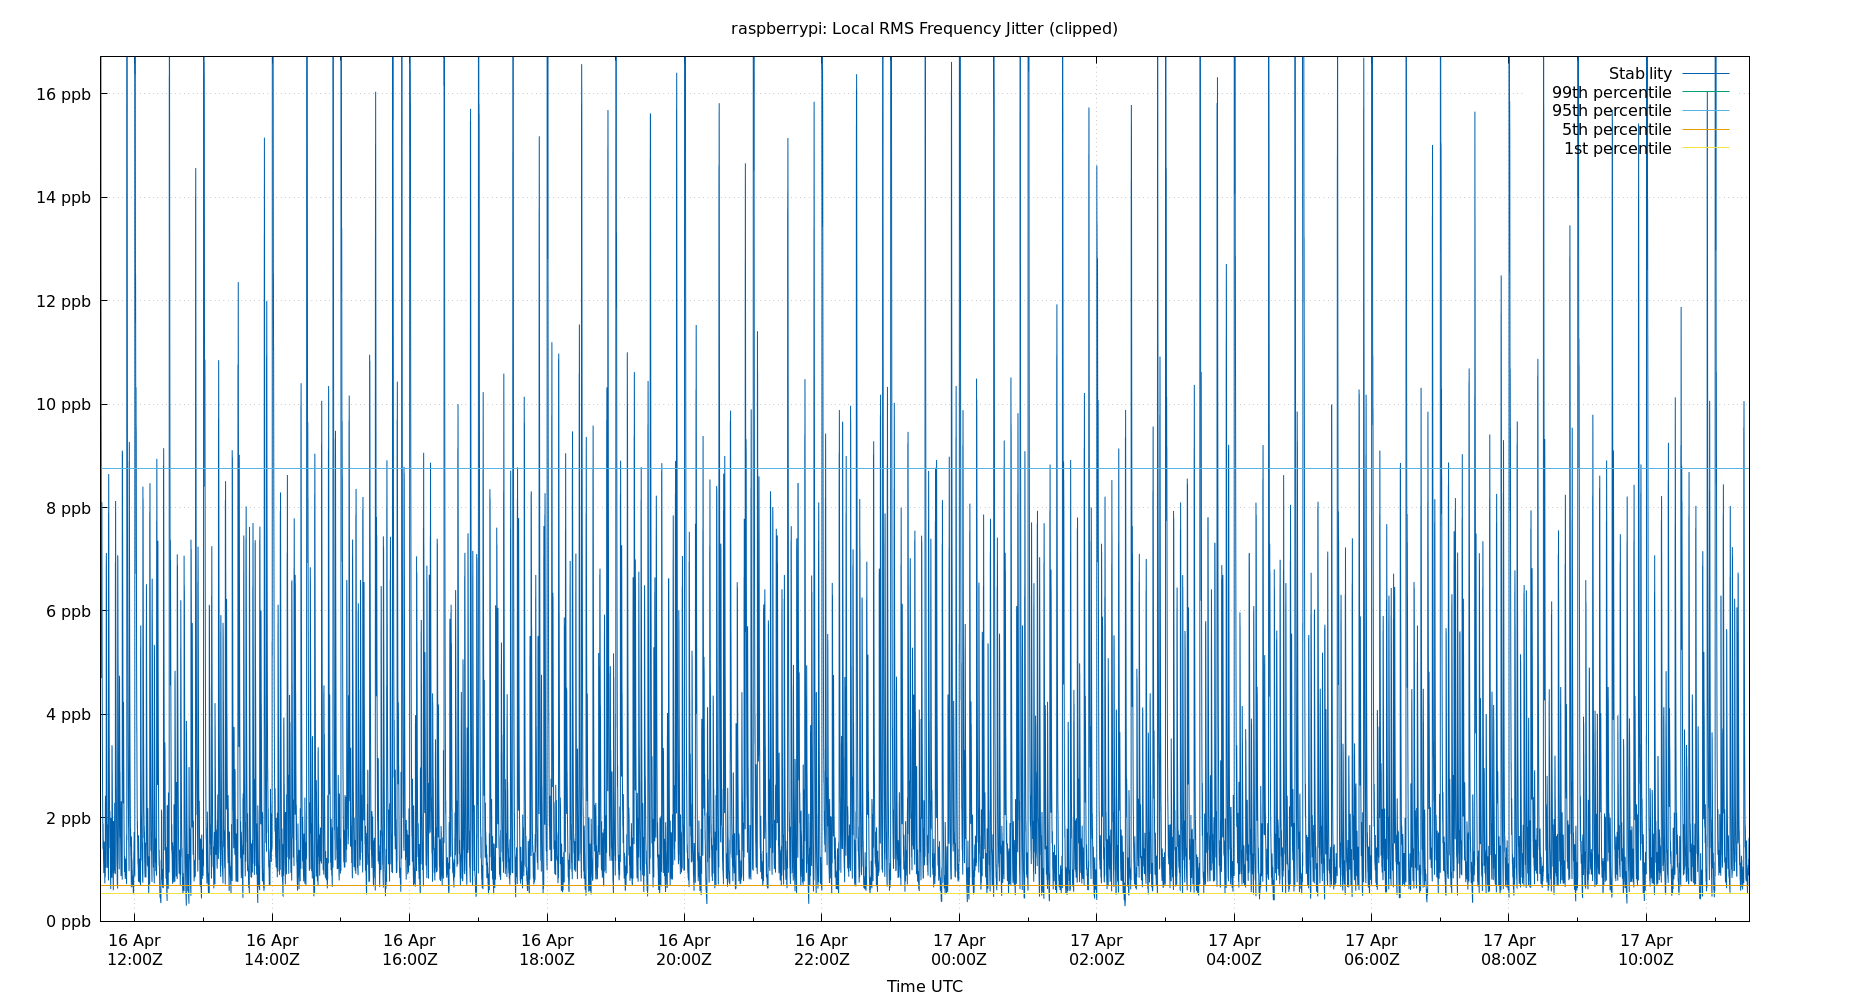 raspberrypi: Local RMS Frequency Jitter (clipped)
Stability
99th percentile
95th percentile
5th percentile
1st percentile
16 ppb
14 ppb
12 ppb
10 ppb
8 ppb
6 ppb
4 ppb
2 ppb
0 ppb
16 Apr 16 Apr 16 Apr 16 Apr 16 Apr 16 Apr 17 Apr 17 Apr 17 Apr 17 Apr 17 Apr 17 Apr
12:00Z 14:00Z 16:00Z 18:00Z 20:00Z 22:00Z 00:00Z 02:00Z 04:00Z 06:00Z 08:00Z 10:00Z
Time UTC